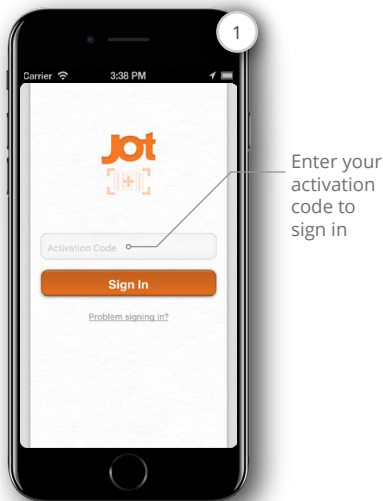 1
Carrier 3:38 PM
Jot
Activation Code
Sign In
Problem signing in?
Enter your
activation
code to
sign in